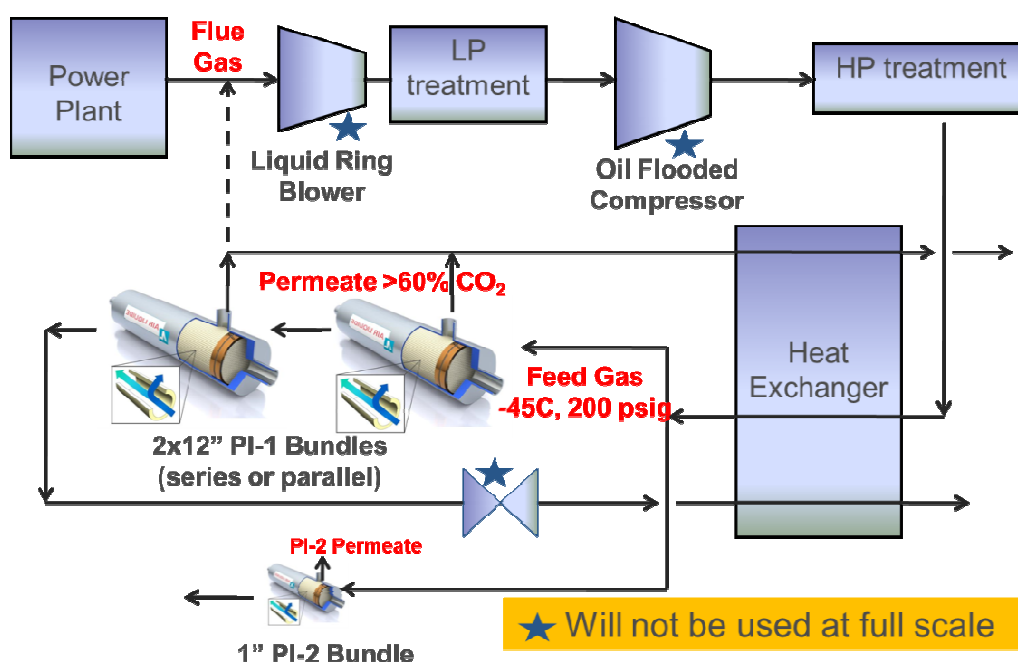 Flue
Gas
Power
Plant
LP
treatment
HP treatment
Liquid Ring
Blower
Oil Flooded
Compressor
Permeate >60% CO₂
Heat
Exchanger
Feed Gas
-45C, 200 psig
2x12” PI-1 Bundles
(series or parallel)
PI-2 Permeate
1” PI-2 Bundle
Will not be used at full scale